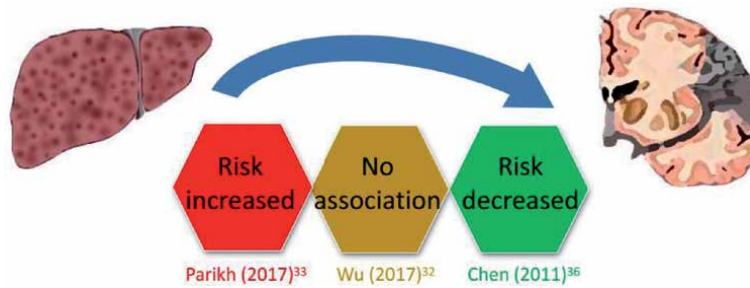 Risk increased
No association
Risk decreased
Parikh (2017)³³
Wu (2017)³²
Chen (2011)³⁶